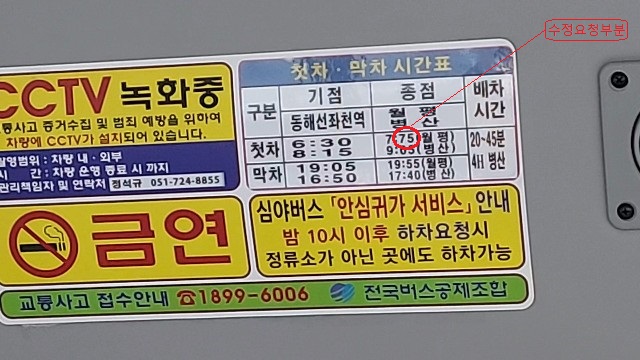 수정요청부분
CCTV 녹화중
교통사고 증거수집 및 범죄 예방을 위하여
차량에 CCTV가 설치되어 있습니다.
촬영범위 : 차량 내·외부
시 간 : 차량 운행 종료 시 까지
관리책임자 및 연락처 정석규 051-724-8855
첫차·막차 시간표
구분 기점 종점 배차시간
동해선좌천역 월평 병산
첫차 6:30 7:75(월평) 20~45분
8:15 9:05(병산) 4H 병산
막차 19:05 19:55(월평)
16:50 17:40(병산)
금연
심야버스 「안심귀가 서비스」 안내
밤 10시 이후 하차요청시
정류소가 아닌 곳에도 하차가능
교통사고 접수안내 ☎1899-6006 전국버스공제조합